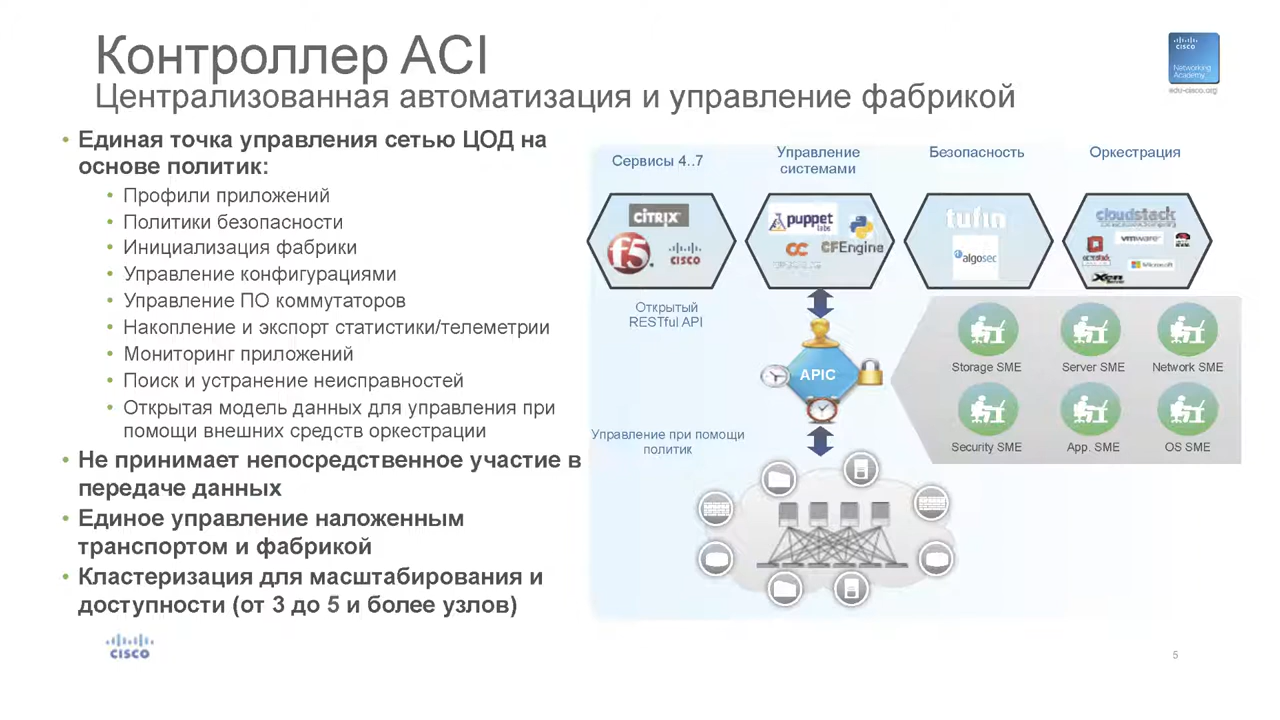 Контроллер ACI
Централизованная автоматизация и управление фабрикой
cisco
Networking
Academy
edu-cisco.org
• Единая точка управления сетью ЦОД на
основе политик:
• Профили приложений
• Политики безопасности
• Инициализация фабрики
• Управление конфигурациями
• Управление ПО коммутаторов
• Накопление и экспорт статистики/телеметрии
• Мониторинг приложений
• Поиск и устранение неисправностей
• Открытая модель данных для управления при
помощи внешних средств оркестрации
• Не принимает непосредственное участие в
передаче данных
• Единое управление наложенным
транспортом и фабрикой
• Кластеризация для масштабирования и
доступности (от 3 до 5 и более узлов)
Сервисы 4..7
Управление
системами
Безопасность
Оркестрация
CITRIX
f5
CISCO
puppet
labs
CFEngine
tufin
algosec
cloudstack
openstack
vmware
Microsoft
Xen
Server
Открытый
RESTful API
APIC
Управление при помощи
политик
Storage SME
Server SME
Network SME
Security SME
App. SME
OS SME
CISCO
5